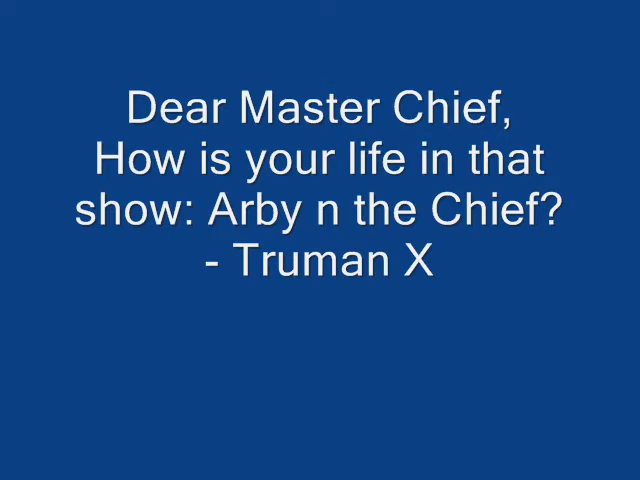 Dear Master Chief,
How is your life in that
show: Arby n the Chief?
- Truman X